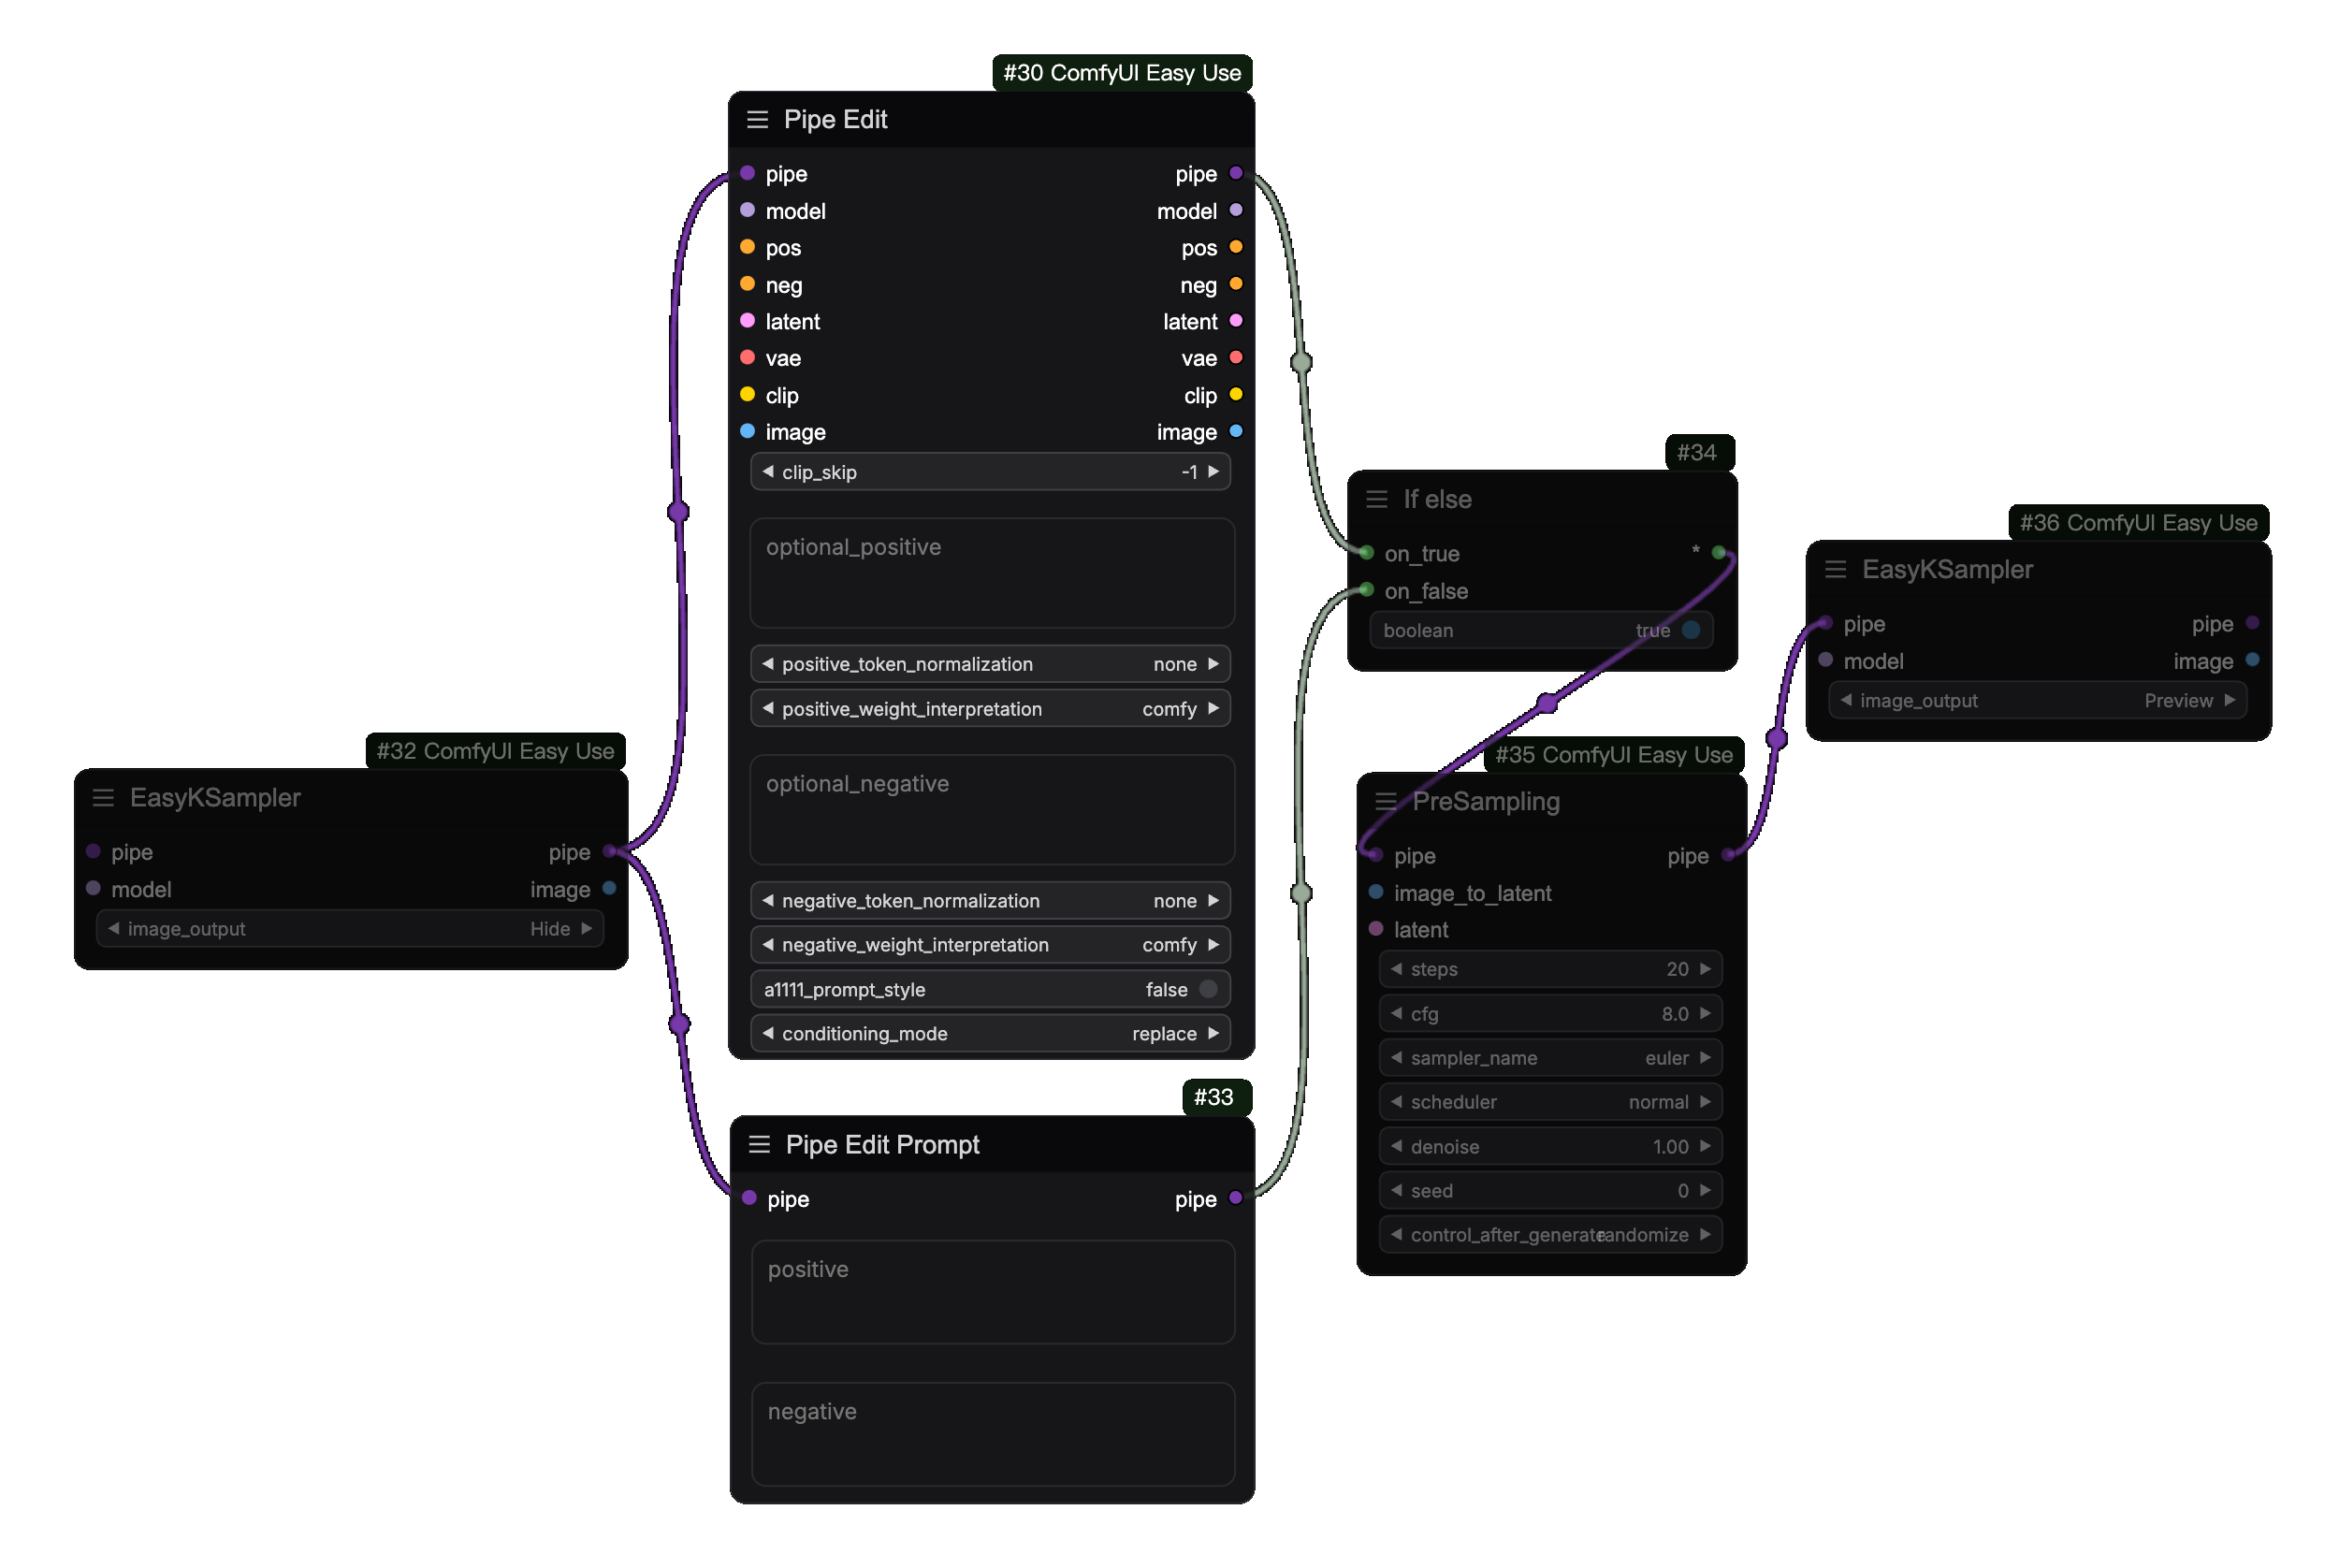 #30 ComfyUI Easy Use
Pipe Edit
pipe pipe
model model
pos pos
neg neg
latent latent
vae vae
clip clip
image image
clip_skip -1
optional_positive
positive_token_normalization none
positive_weight_interpretation comfy
optional_negative
negative_token_normalization none
negative_weight_interpretation comfy
a1111_prompt_style false
conditioning_mode replace
#32 ComfyUI Easy Use
EasyKSampler
pipe pipe
model image
image_output Hide
#33
Pipe Edit Prompt
pipe pipe
positive
negative
#34
If else
on_true *
on_false
boolean true
#35 ComfyUI Easy Use
PreSampling
pipe pipe
image_to_latent
latent
steps 20
cfg 8.0
sampler_name euler
scheduler normal
denoise 1.00
seed 0
control_after_generate randomize
#36 ComfyUI Easy Use
EasyKSampler
pipe pipe
model image
image_output Preview